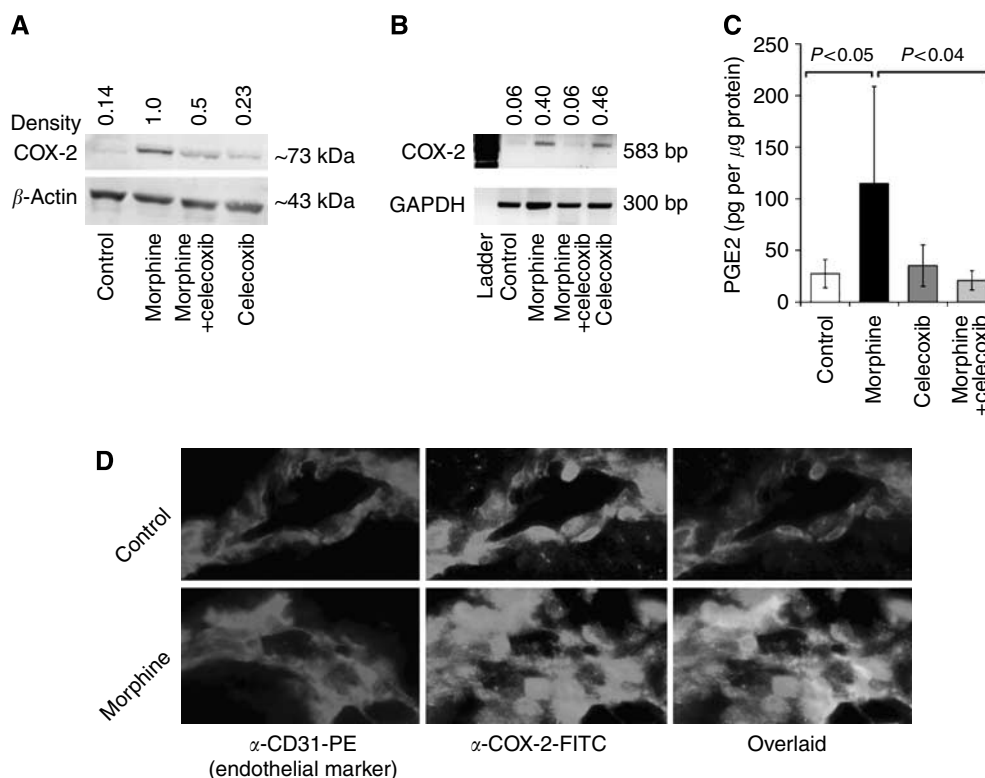 A
Density
0.14
1.0
0.5
0.23
COX-2
~73 kDa
β-Actin
~43 kDa
Control
Morphine
Morphine
+celecoxib
Celecoxib
B
0.06
0.40
0.06
0.46
COX-2
583 bp
GAPDH
300 bp
Ladder
Control
Morphine
Morphine
+celecoxib
Celecoxib
C
PGE2 (pg per μg protein)
250
200
150
100
50
0
P<0.05
P<0.04
Control
Morphine
Celecoxib
Morphine
+celecoxib
D
Control
Morphine
α-CD31-PE
(endothelial marker)
α-COX-2-FITC
Overlaid